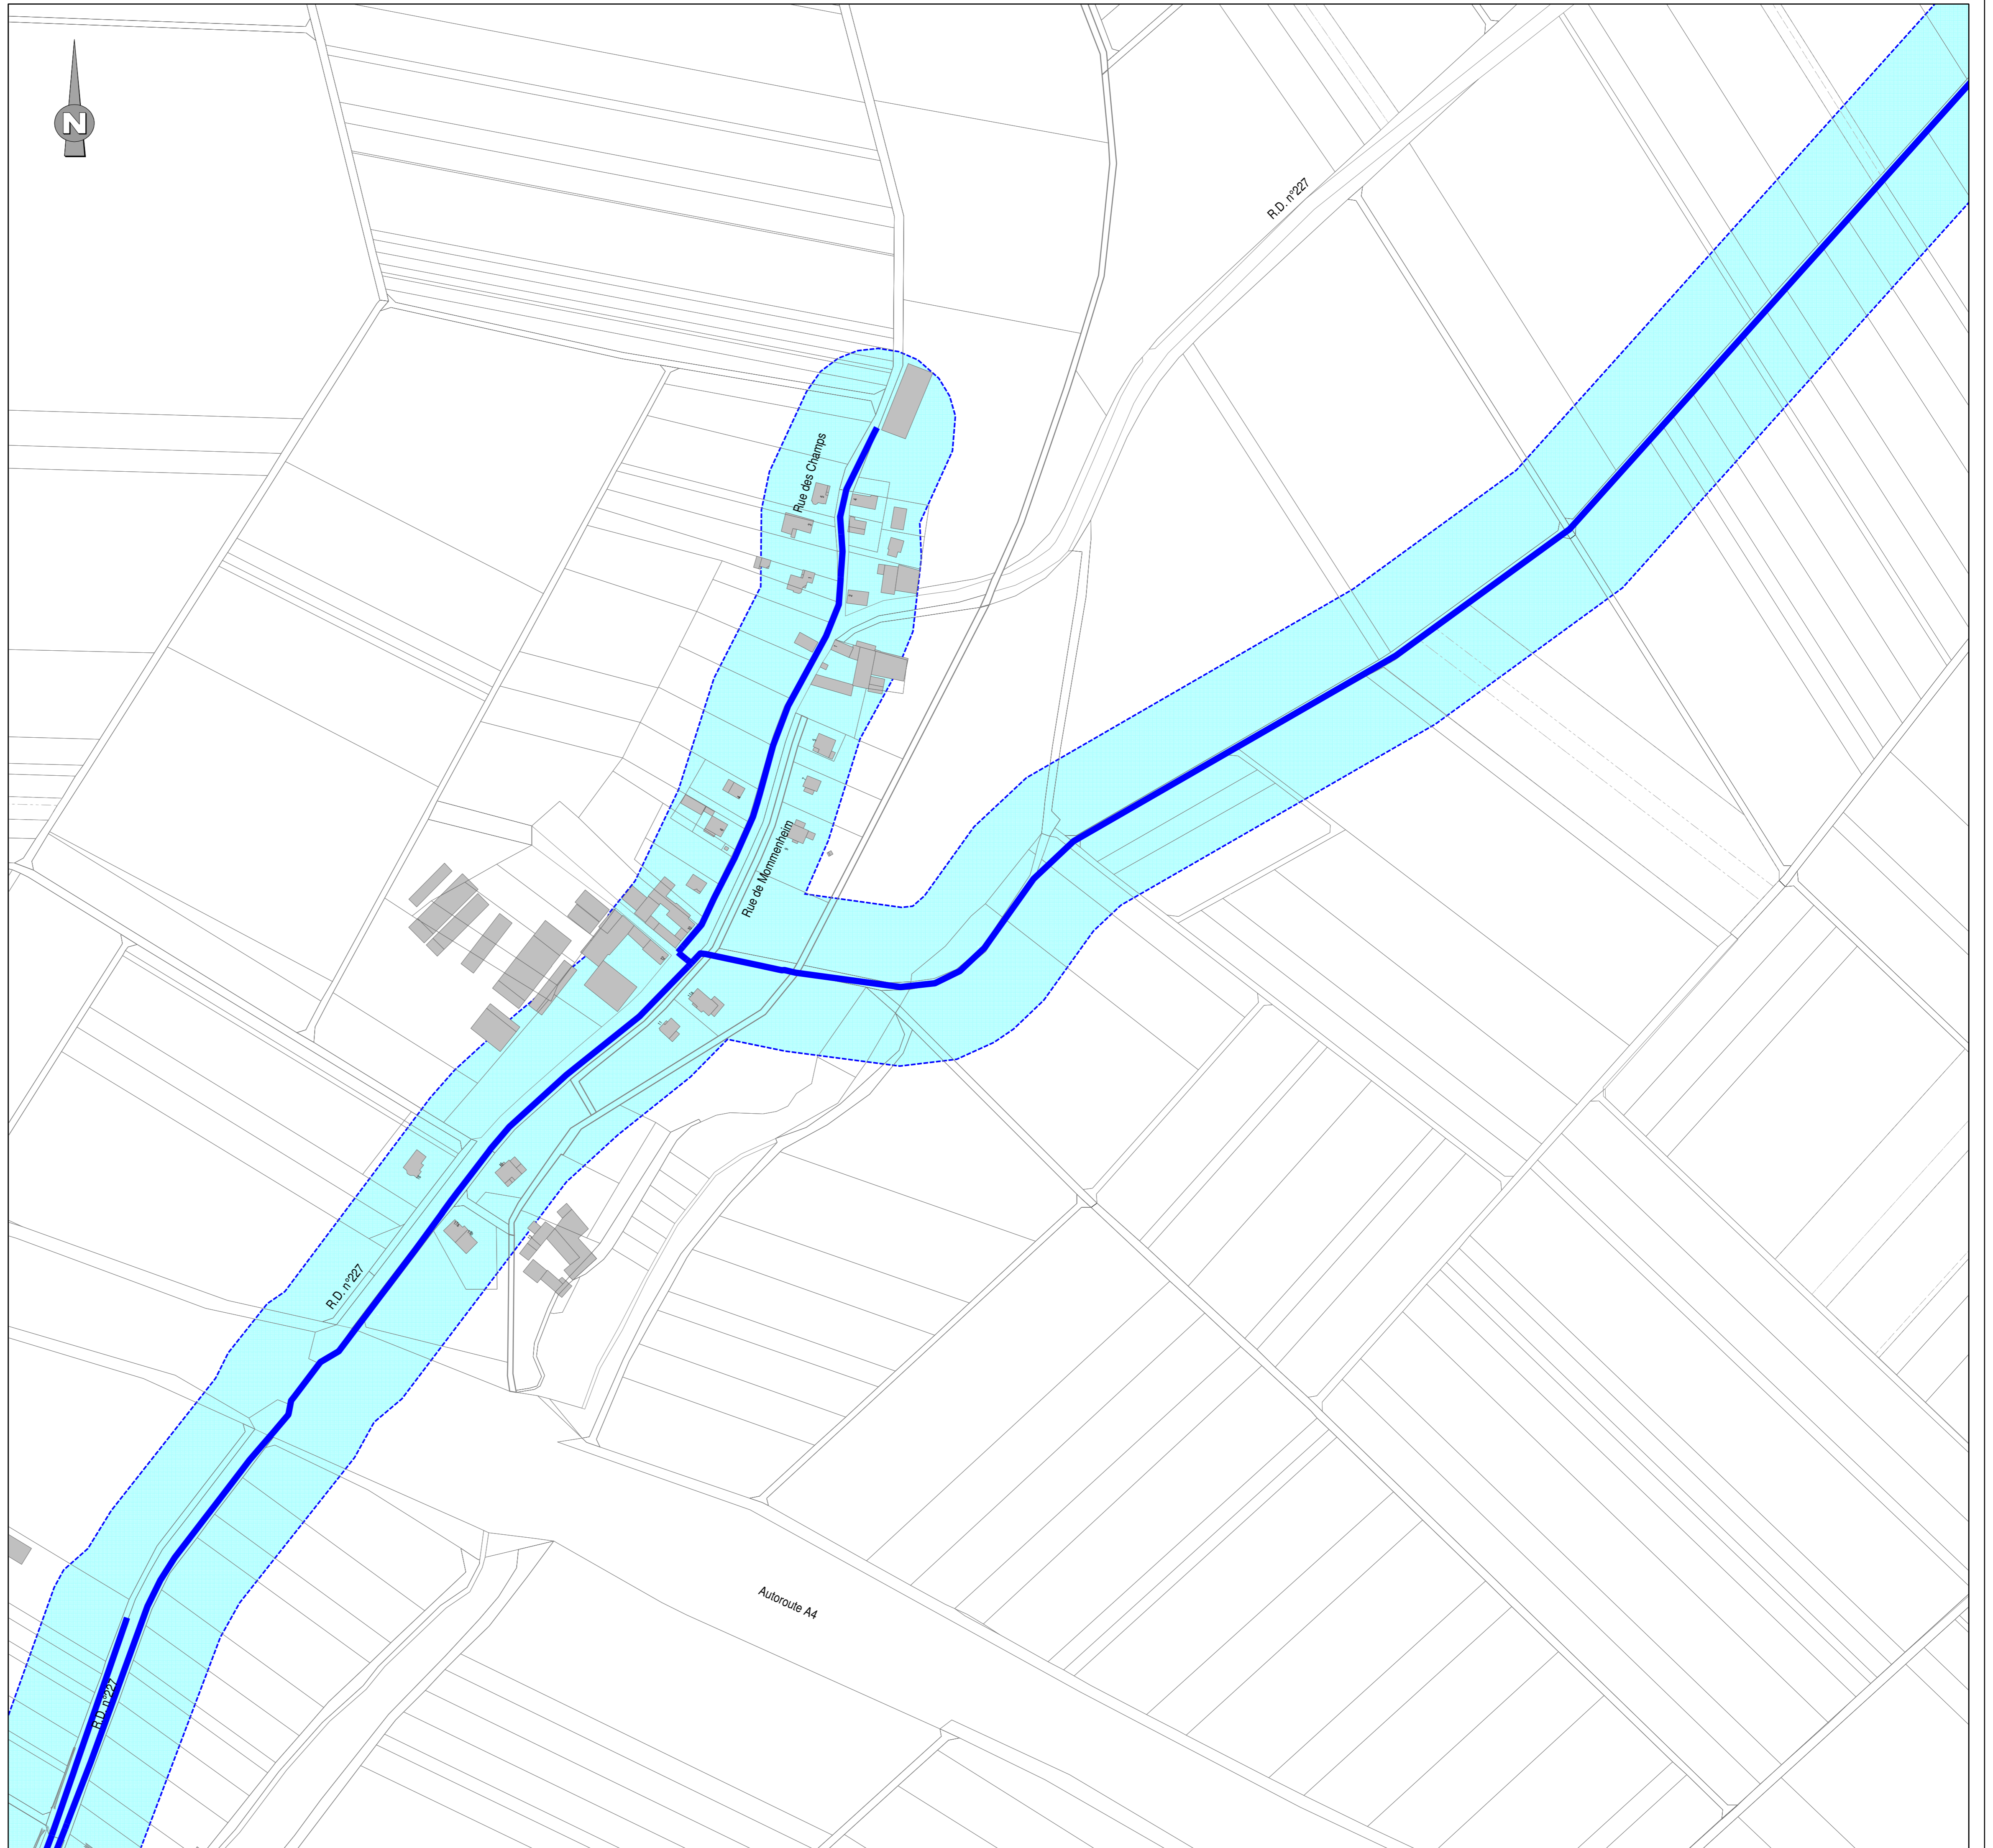 N
R.D. n°227
Rue des Champs
Rue de Mommenheim
R.D. n°227
Autoroute A4
R.D. n°227